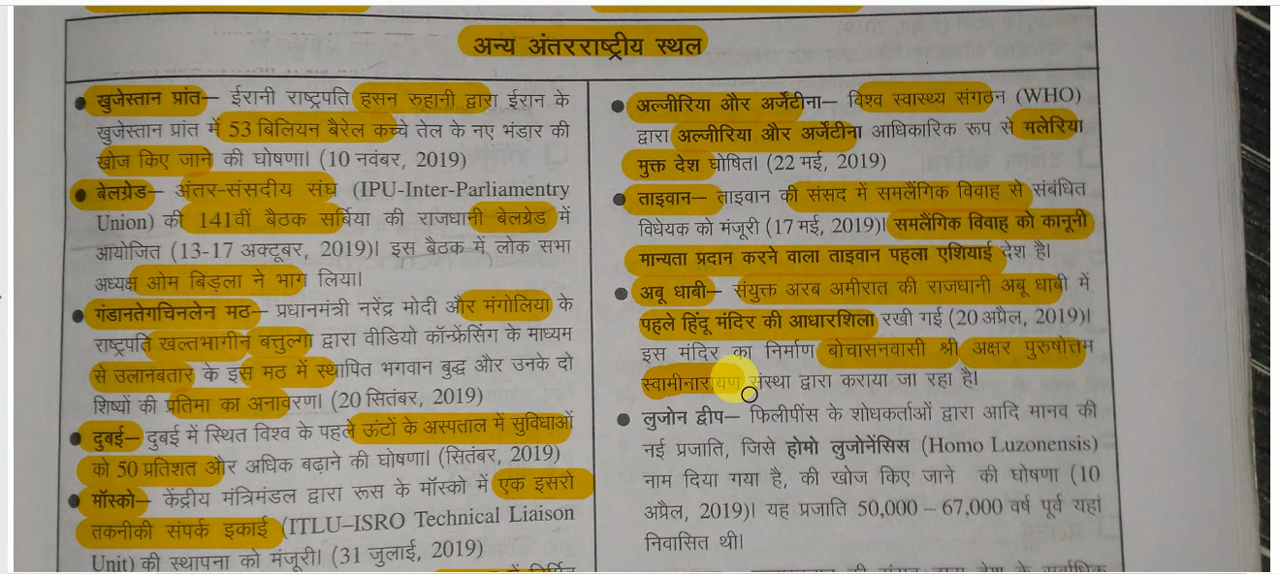 अन्य अंतरराष्ट्रीय स्थल
● खुजेस्तान प्रांत– ईरानी राष्ट्रपति हसन रुहानी द्वारा ईरान के
खुजेस्तान प्रांत में 53 बिलियन बैरेल कच्चे तेल के नए भंडार की
खोज किए जाने की घोषणा। (10 नवंबर, 2019)
● बेलग्रेड– अंतर-संसदीय संघ (IPU-Inter-Parliamentry
Union) की 141वीं बैठक सर्बिया की राजधानी बेलग्रेड में
आयोजित (13-17 अक्टूबर, 2019)। इस बैठक में लोक सभा
अध्यक्ष ओम बिड़ला ने भाग लिया।
● गंडानतेगचिनलेन मठ– प्रधानमंत्री नरेंद्र मोदी और मंगोलिया के
राष्ट्रपति खल्तभागीन बत्तुल्गा द्वारा वीडियो कॉन्फ्रेंसिंग के माध्यम
से उलानबतार के इस मठ में स्थापित भगवान बुद्ध और उनके दो
शिष्यों की प्रतिमा का अनावरण। (20 सितंबर, 2019)
● दुबई– दुबई में स्थित विश्व के पहले ऊंटों के अस्पताल में सुविधाओं
को 50 प्रतिशत और अधिक बढ़ाने की घोषणा। (सितंबर, 2019)
● मॉस्को– केंद्रीय मंत्रिमंडल द्वारा रूस के मॉस्को में एक इसरो
तकनीकी संपर्क इकाई (ITLU–ISRO Technical Liaison
Unit) की स्थापना को मंजूरी। (31 जुलाई, 2019)
● अल्जीरिया और अर्जेंटीना– विश्व स्वास्थ्य संगठन (WHO)
द्वारा अल्जीरिया और अर्जेंटीना आधिकारिक रूप से मलेरिया
मुक्त देश घोषित। (22 मई, 2019)
● ताइवान– ताइवान की संसद में समलैंगिक विवाह से संबंधित
विधेयक को मंजूरी (17 मई, 2019)। समलैंगिक विवाह को कानूनी
मान्यता प्रदान करने वाला ताइवान पहला एशियाई देश है।
● अबू धाबी– संयुक्त अरब अमीरात की राजधानी अबू धाबी में
पहले हिंदू मंदिर की आधारशिला रखी गई (20 अप्रैल, 2019)।
इस मंदिर का निर्माण बोचासनवासी श्री अक्षर पुरुषोत्तम
स्वामीनारायण संस्था द्वारा कराया जा रहा है।
● लुजोन द्वीप– फिलीपींस के शोधकर्ताओं द्वारा आदि मानव की
नई प्रजाति, जिसे होमो लुजोनेंसिस (Homo Luzonensis)
नाम दिया गया है, की खोज किए जाने की घोषणा (10
अप्रैल, 2019)। यह प्रजाति 50,000 – 67,000 वर्ष पूर्व यहां
निवासित थी।